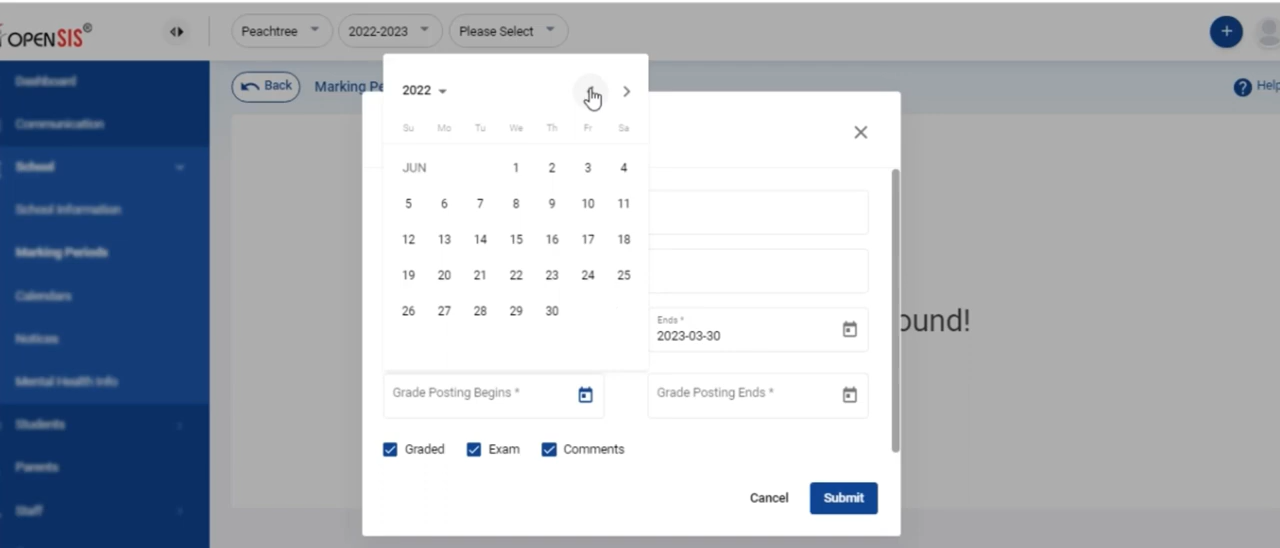 OPENSIS®
Peachtree
2022-2023
Please Select
Back
Marking Pe
Help
Dashboard
Communication
School
School Information
Marking Periods
Calendars
Notices
Mental Health Info
Students
Parents
Staff
2022
Su Mo Tu We Th Fr Sa
JUN 1 2 3 4
5 6 7 8 9 10 11
12 13 14 15 16 17 18
19 20 21 22 23 24 25
26 27 28 29 30
Ends *
2023-03-30
ound!
Grade Posting Begins *
Grade Posting Ends *
Graded
Exam
Comments
Cancel
Submit